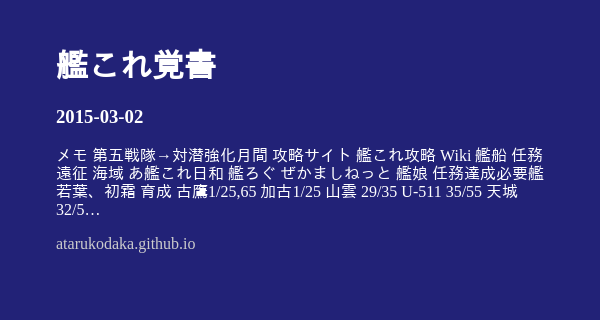 艦これ覚書
2015-03-02
メモ 第五戦隊→対潜強化月間 攻略サイト 艦これ攻略 Wiki 艦船 任務
遠征 海域 あ艦これ日和 艦ろぐ ぜかましねっと 艦娘 任務達成必要艦
若葉、初霜 育成 古鷹1/25,65 加古1/25 山雲 29/35 U-511 35/55 天城
32/5…
atarukodaka.github.io